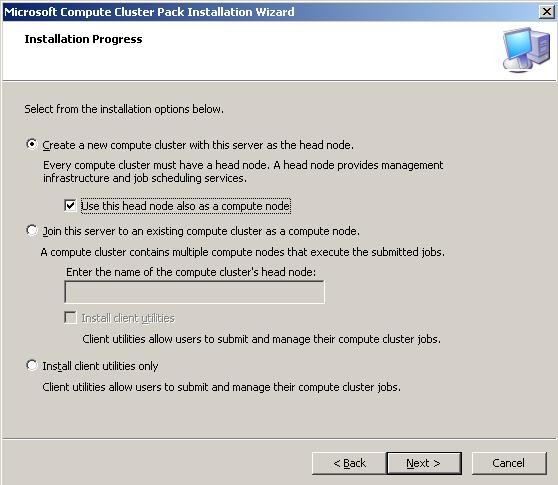 Microsoft Compute Cluster Pack Installation Wizard
Installation Progress
Select from the installation options below.
Create a new compute cluster with this server as the head node.
Every compute cluster must have a head node. A head node provides management
infrastructure and job scheduling services.
Use this head node also as a compute node
Join this server to an existing compute cluster as a compute node.
A compute cluster contains multiple compute nodes that execute the submitted jobs.
Enter the name of the compute cluster's head node:
Install client utilities
Client utilities allow users to submit and manage their compute cluster jobs.
Install client utilities only
Client utilities allow users to submit and manage their compute cluster jobs.
< Back Next > Cancel